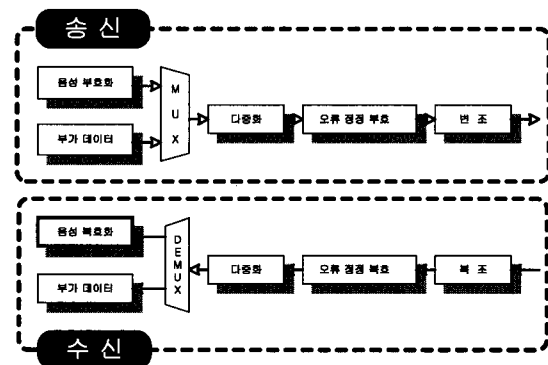 송 신
음성 부호화
부가 데이터
MUX
다중화
오류 정정 부호
변 조
음성 복호화
부가 데이터
DEMUX
다중화
오류 정정 복호
복 조
수 신